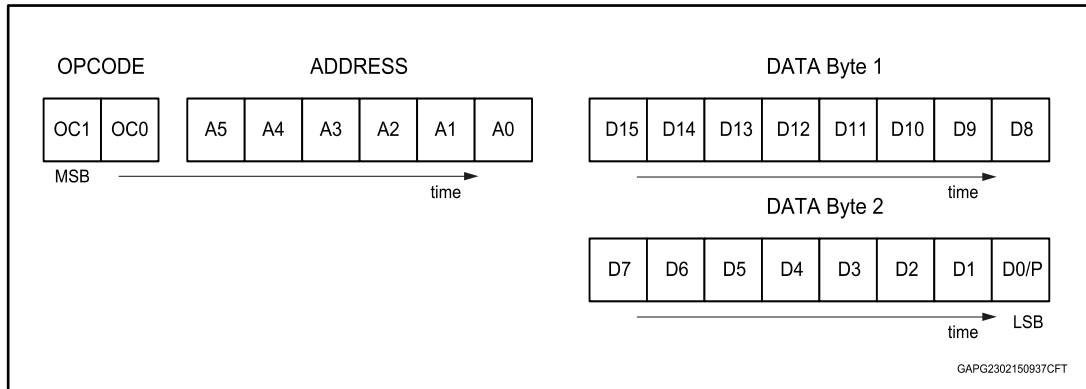 OPCODE ADDRESS DATA Byte 1
OC1 OC0 A5 A4 A3 A2 A1 A0 D15 D14 D13 D12 D11 D10 D9 D8
MSB time time
DATA Byte 2
D7 D6 D5 D4 D3 D2 D1 D0/P
time LSB
GAPG2302150937CFT